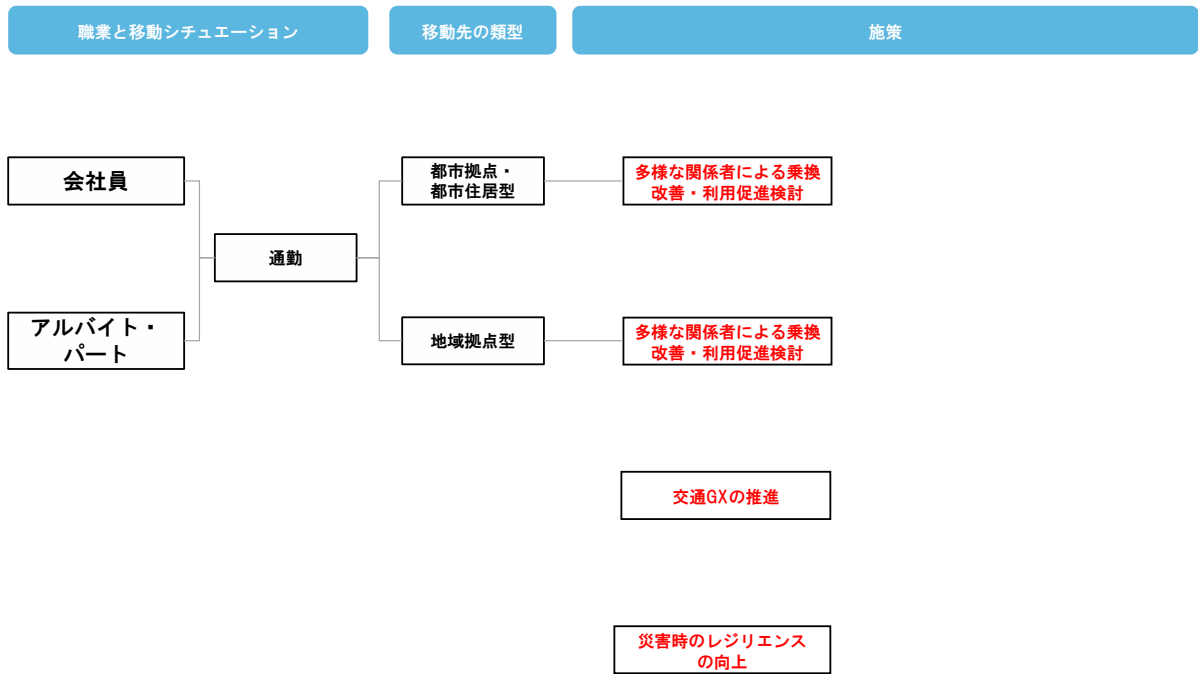 職業と移動シチュエーション
移動先の類型
施策
会社員
都市拠点・
都市住居型
多様な関係者による乗換
改善・利用促進検討
通勤
アルバイト・
パート
地域拠点型
多様な関係者による乗換
改善・利用促進検討
交通GXの推進
災害時のレジリエンス
の向上